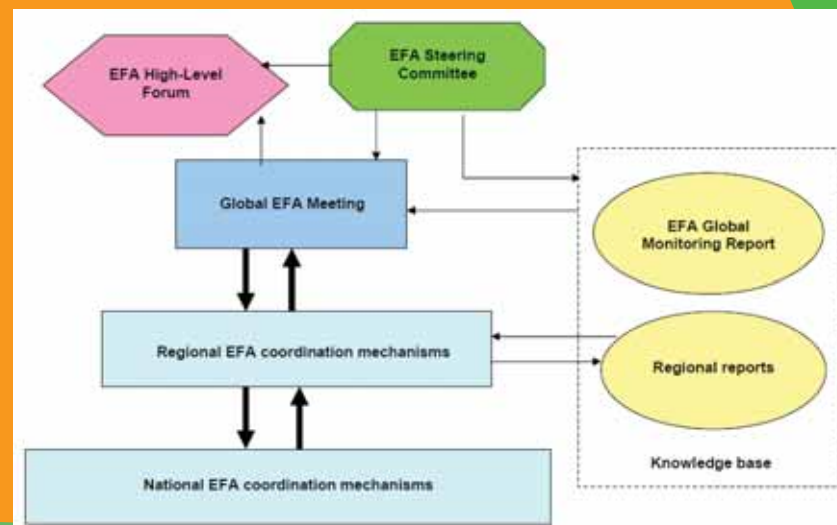 EFA High-Level
Forum
EFA Steering
Committee
Global EFA Meeting
EFA Global
Monitoring Report
Regional EFA coordination mechanisms
Regional reports
Knowledge base
National EFA coordination mechanisms